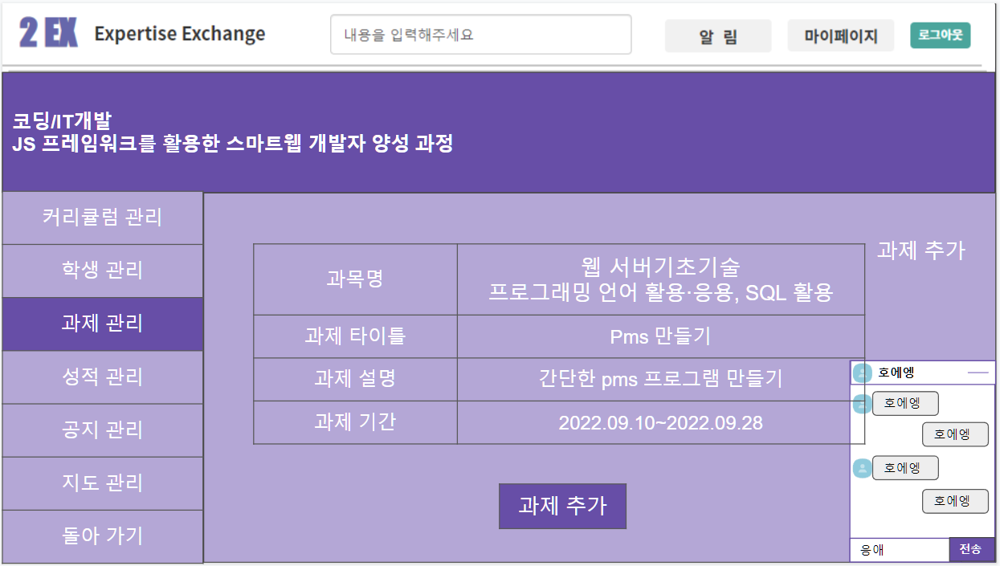 2 EX Expertise Exchange
내용을 입력해주세요
알 림
마이페이지
로그아웃
코딩/IT개발
JS 프레임워크를 활용한 스마트웹 개발자 양성 과정
커리큘럼 관리
학생 관리
과제 관리
성적 관리
공지 관리
지도 관리
돌아 가기
과목명
웹 서버기초기술
프로그래밍 언어 활용·응용, SQL 활용
과제 타이틀
Pms 만들기
과제 설명
간단한 pms 프로그램 만들기
과제 기간
2022.09.10~2022.09.28
과제 추가
과제 추가
호에엥
호에엥
호에엥
호에엥
호에엥
응애
전송